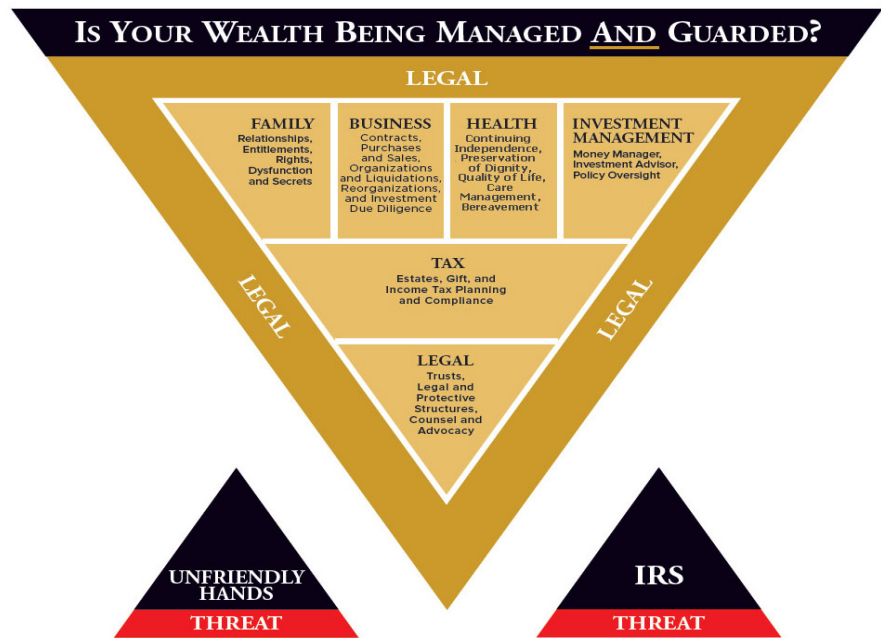 IS YOUR WEALTH BEING MANAGED AND GUARDED?
LEGAL
FAMILY
Relationships,
Entitlements,
Rights,
Dysfunction
and Secrets
BUSINESS
Contracts,
Purchases
and Sales,
Organizations
and Liquidations,
Reorganizations,
and Investment
Due Diligence
HEALTH
Continuing
Independence,
Preservation
of Dignity,
Quality of Life,
Care
Management,
Bereavement
INVESTMENT
MANAGEMENT
Money Manager,
Investment Advisor,
Policy Oversight
TAX
Estates, Gift, and
Income Tax Planning
and Compliance
LEGAL
LEGAL
LEGAL
Trusts,
Legal and
Protective
Structures,
Counsel and
Advocacy
UNFRIENDLY
HANDS
THREAT
IRS
THREAT